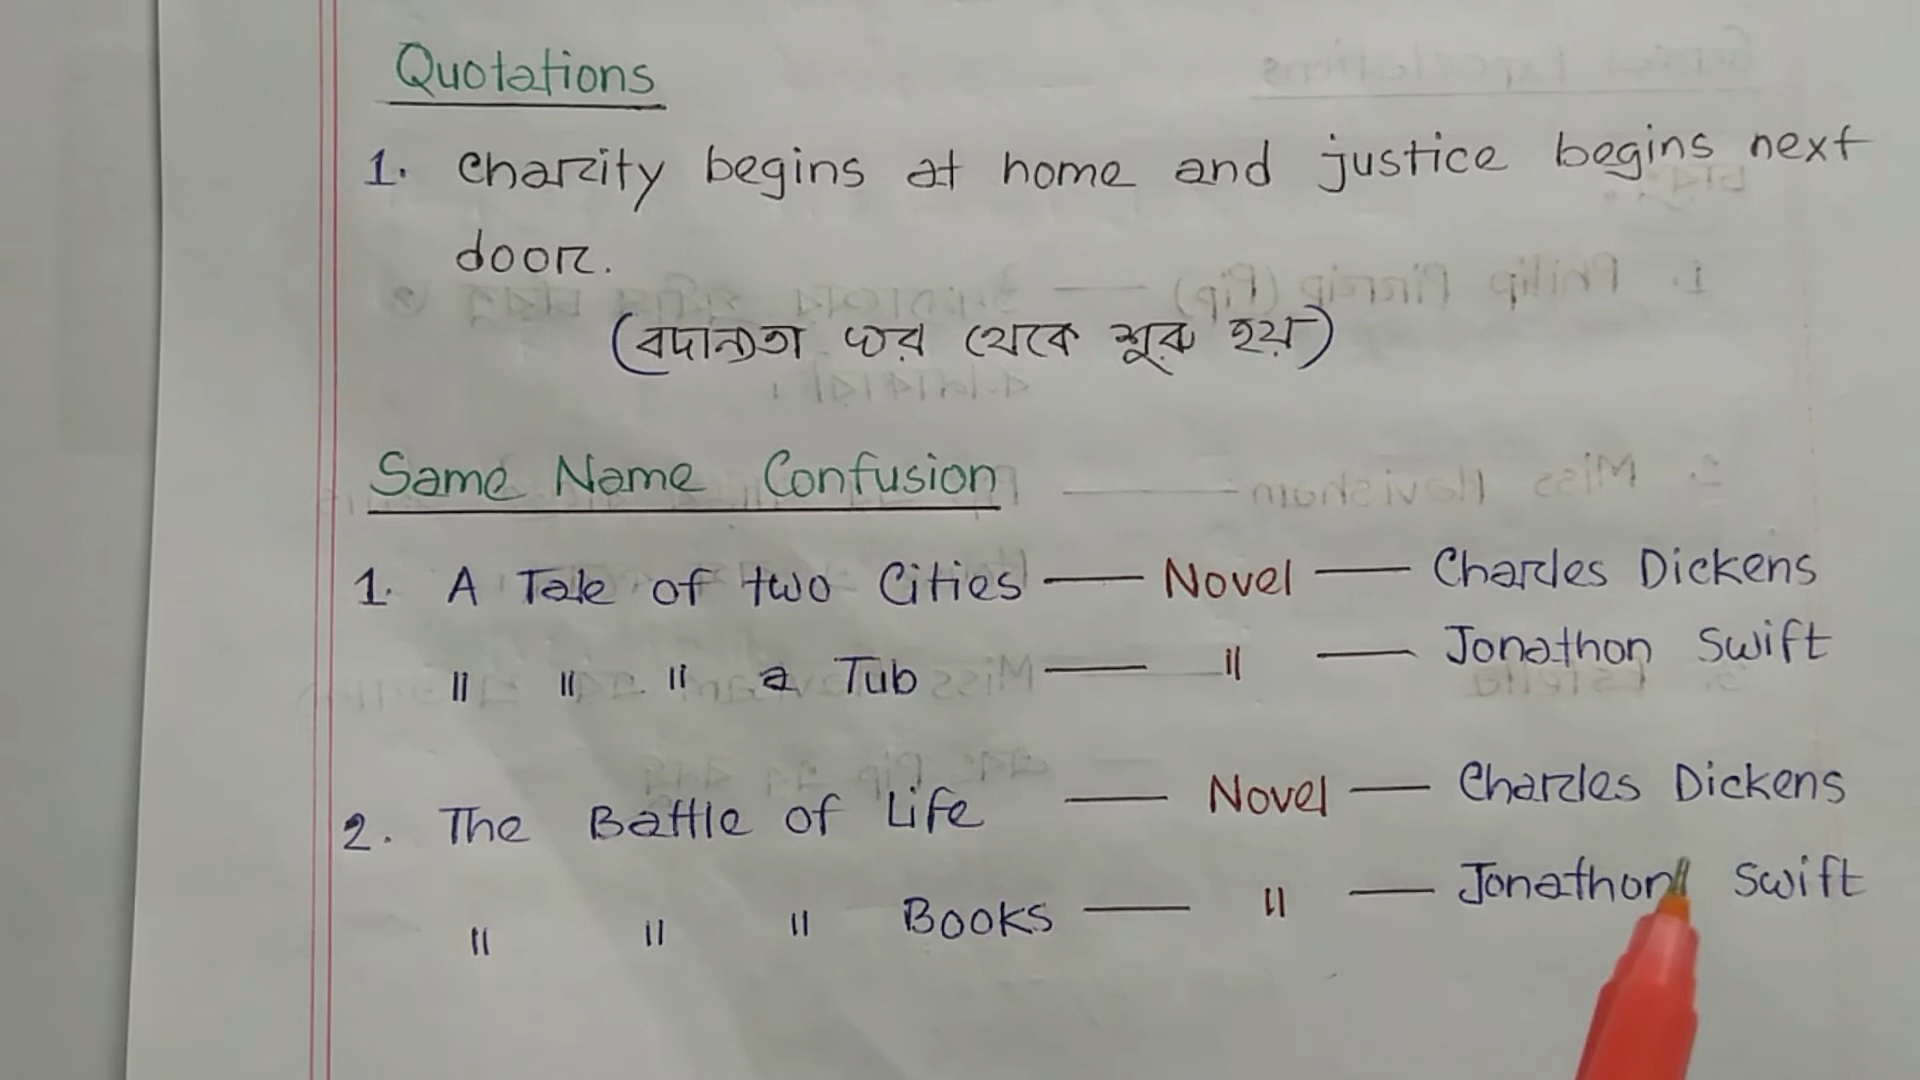 Quotations
1. Charity begins at home and justice begins next
door.
(বদান্যতা ঘর থেকে শুরু হয়)
Same Name Confusion
1. A Tale of two Cities — Novel — Charles Dickens
" " " a Tub — " — Jonathon Swift
2. The Battle of Life — Novel — Charles Dickens
" " " Books — " — Jonathon Swift